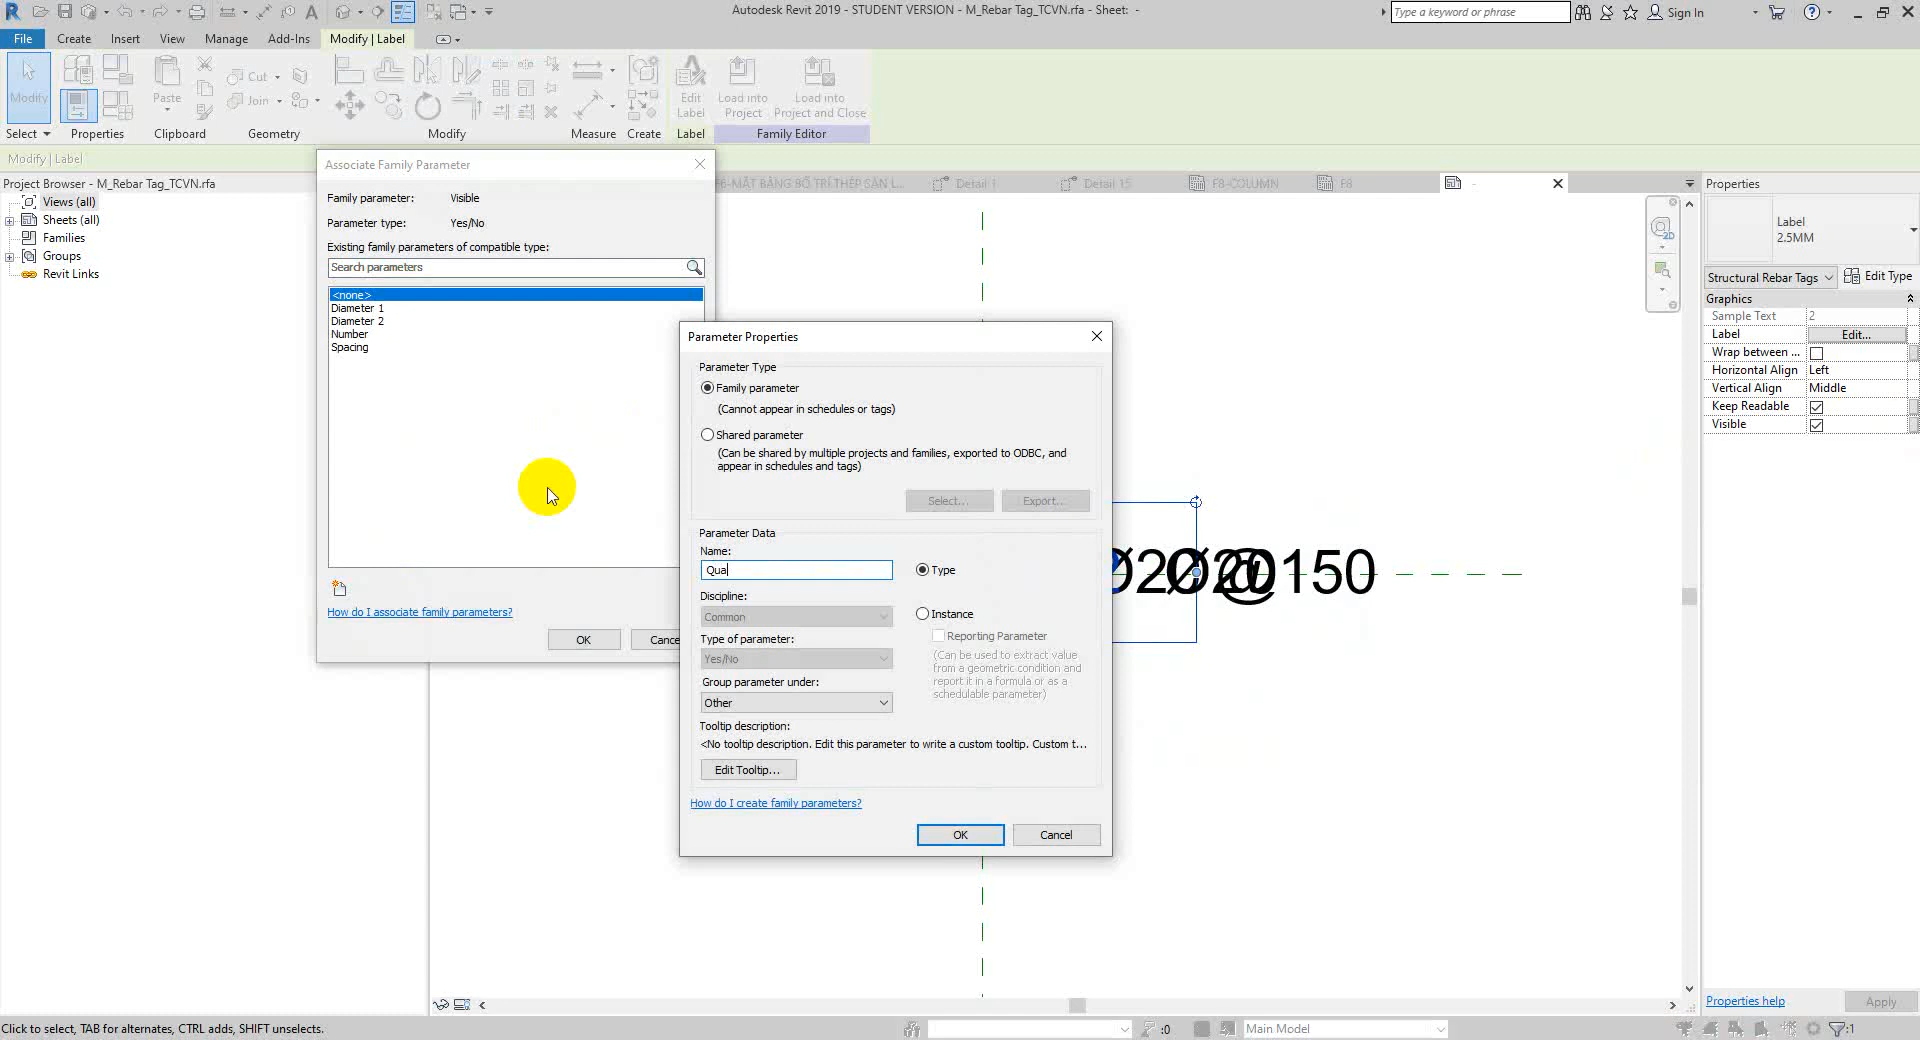 Autodesk Revit 2019 - STUDENT VERSION - M_Rebar Tag_TCVN.rfa - Sheet: -
Type a keyword or phrase
Sign In
File Create Insert View Manage Add-Ins Modify | Label
Modify
Paste
Cut
Join
Edit Label
Load into Project
Load into Project and Close
Select Properties Clipboard Geometry Modify Measure Create Label Family Editor
Modify | Label
Project Browser - M_Rebar Tag_TCVN.rfa
Views (all)
Sheets (all)
Families
Groups
Revit Links
Associate Family Parameter
Family parameter: Visible
Parameter type: Yes/No
Existing family parameters of compatible type:
Search parameters
<none>
Diameter 1
Diameter 2
Number
Spacing
How do I associate family parameters?
OK
F6-MẶT BẰNG BỐ TRÍ THÉP SÀN L...
Detail 1
Detail 15
F8-COLUMN
F8
-
Parameter Properties
Parameter Type
Family parameter
(Cannot appear in schedules or tags)
Shared parameter
(Can be shared by multiple projects and families, exported to ODBC, and
appear in schedules and tags)
Select...
Export...
Parameter Data
Name:
Qua
Type
Discipline:
Common
Instance
Reporting Parameter
(Can be used to extract value
from a geometric condition and
report it in a formula or as a
schedulable parameter)
Type of parameter:
Yes/No
Group parameter under:
Other
Tooltip description:
<No tooltip description. Edit this parameter to write a custom tooltip. Custom t...
Edit Tooltip...
How do I create family parameters?
OK
Cancel
2D
Properties
Label
2.5MM
Structural Rebar Tags
Edit Type
Graphics
Sample Text 2
Label Edit...
Wrap between ...
Horizontal Align Left
Vertical Align Middle
Keep Readable
Visible
Properties help
Apply
Click to select, TAB for alternates, CTRL adds, SHIFT unselects.
:0
Main Model
:1